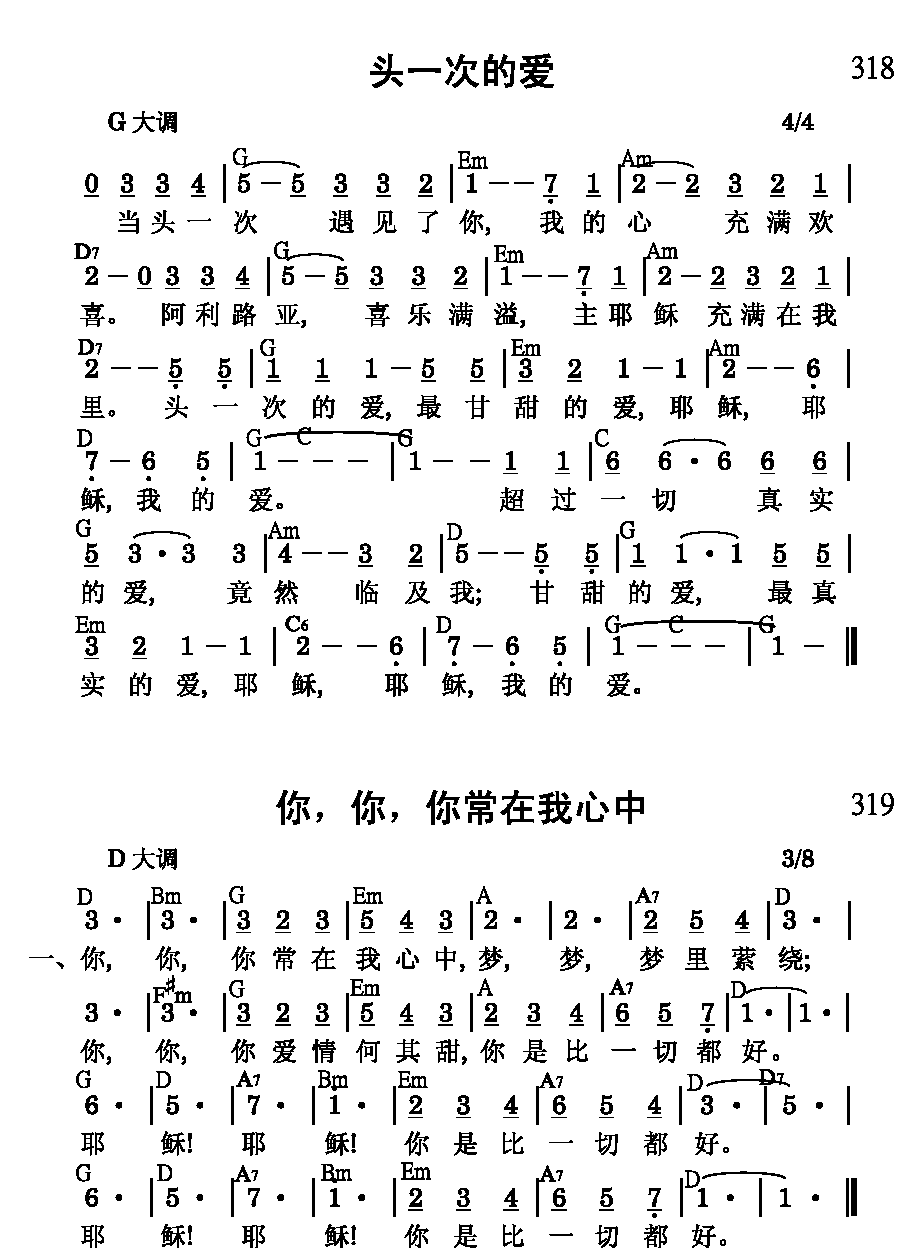 头一次的爱 318
G 大调 4/4
G Em Am
0 3 3 4 | 5 - 5 3 3 2 | 1 - - 7 1 | 2 - 2 3 2 1 |
当头一次 遇见了你, 我的心 充满欢
D7 G Em Am
2 - 0 3 3 4 | 5 - 5 3 3 2 | 1 - - 7 1 | 2 - 2 3 2 1 |
喜。 阿利路亚, 喜乐满溢, 主耶稣充满在我
D7 G Em Am
2 - - 5 5 | 1 1 1 - 5 5 | 3 2 1 - 1 | 2 - - 6 |
里。 头一次的爱,最甘甜的爱,耶稣, 耶
D G C G C
7 - 6 5 | 1 - - - | 1 - - 1 1 | 6 6 · 6 6 6 |
稣,我的爱。 超过一切 真实
G Am D G
5 3 · 3 3 | 4 - - 3 2 | 5 - - 5 5 | 1 1 · 1 5 5 |
的爱, 竟然 临及我; 甘甜的爱, 最真
Em C6 D G C G
3 2 1 - 1 | 2 - - 6 | 7 - 6 5 | 1 - - - | 1 - ‖
实的爱,耶稣, 耶稣,我的爱。
你，你，你常在我心中 319
D 大调 3/8
D Bm G Em A A7 D
3 · | 3 · | 3 2 3 | 5 4 3 | 2 · | 2 · | 2 5 4 | 3 · |
一、你, 你, 你常在我心中,梦, 梦, 梦里萦绕;
F#m G Em A A7 D
3 · | 3 · | 3 2 3 | 5 4 3 | 2 3 4 | 6 5 7 | 1 · | 1 · |
你, 你, 你爱情何其甜,你是比一切都好。
G D A7 Bm Em A7 D D7
6 · | 5 · | 7 · | 1 · | 2 3 4 | 6 5 4 | 3 · | 5 · |
耶稣! 耶稣! 你是比一切都好。
G D A7 Bm Em A7 D
6 · | 5 · | 7 · | 1 · | 2 3 4 | 6 5 7 | 1 · | 1 · ‖
耶稣! 耶稣! 你是比一切都好。